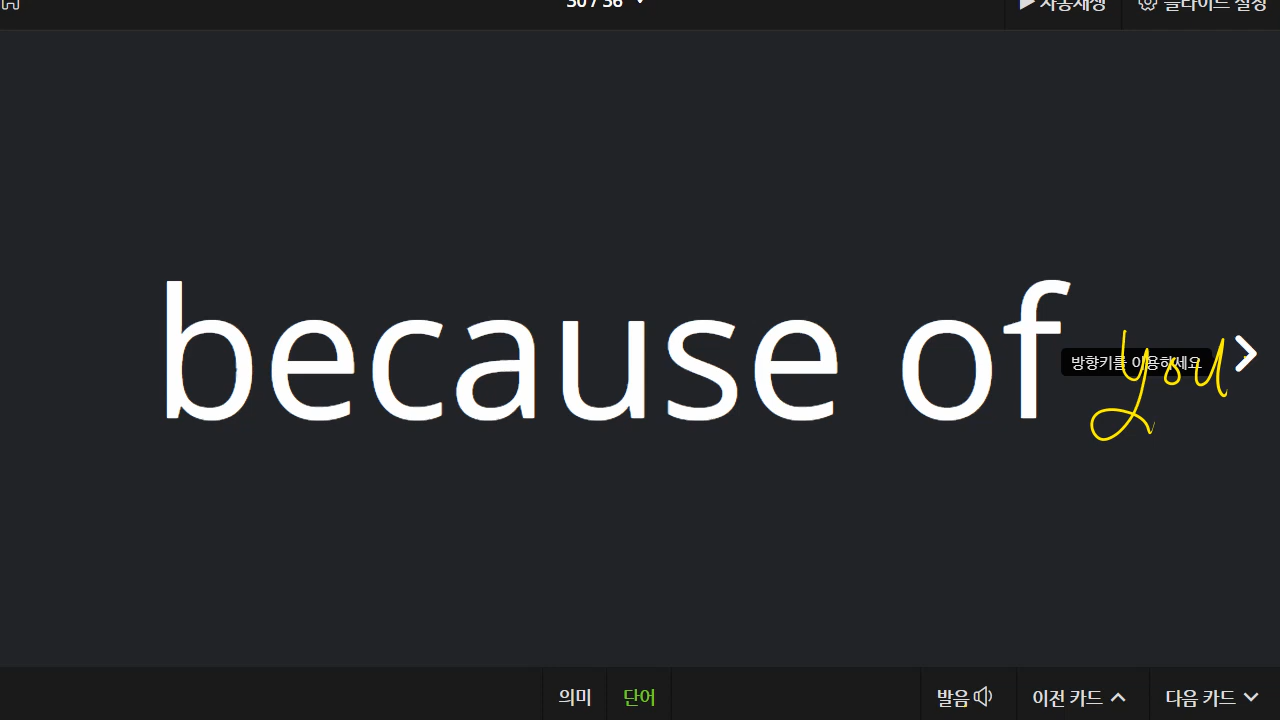 30 / 36
▶ 자동재생
슬라이드 설정
because of you
방향키를 이용하세요
의미
단어
발음
이전 카드
다음 카드